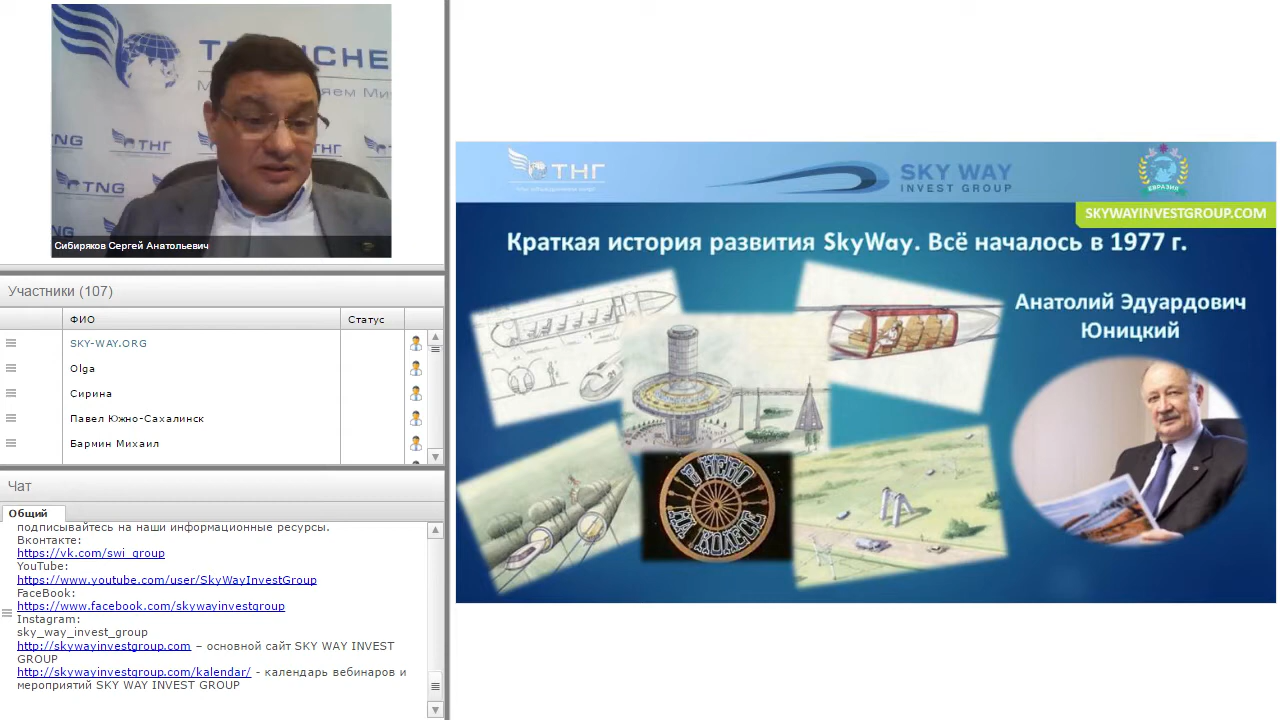 TNG
ТНГ
TNG
Сибиряков Сергей Анатольевич
Участники (107)
ФИО
Статус
SKY-WAY.ORG
Olga
Сирина
Павел Южно-Сахалинск
Бармин Михаил
Чат
Общий
подписывайтесь на наши информационные ресурсы.
Вконтакте:
https://vk.com/swi_group
YouTube:
https://www.youtube.com/user/SkyWayInvestGroup
FaceBook:
https://www.facebook.com/skywayinvestgroup
Instagram:
sky_way_invest_group
http://skywayinvestgroup.com – основной сайт SKY WAY INVEST
GROUP
http://skywayinvestgroup.com/kalendar/ - календарь вебинаров и
мероприятий SKY WAY INVEST GROUP
ТНГ
SKY WAY
INVEST GROUP
ЕВРАЗИЯ
SKYWAYINVESTGROUP.COM
Краткая история развития SkyWay. Всё началось в 1977 г.
Анатолий Эдуардович
Юницкий
В НЕБО
НА КОЛЕСЕ